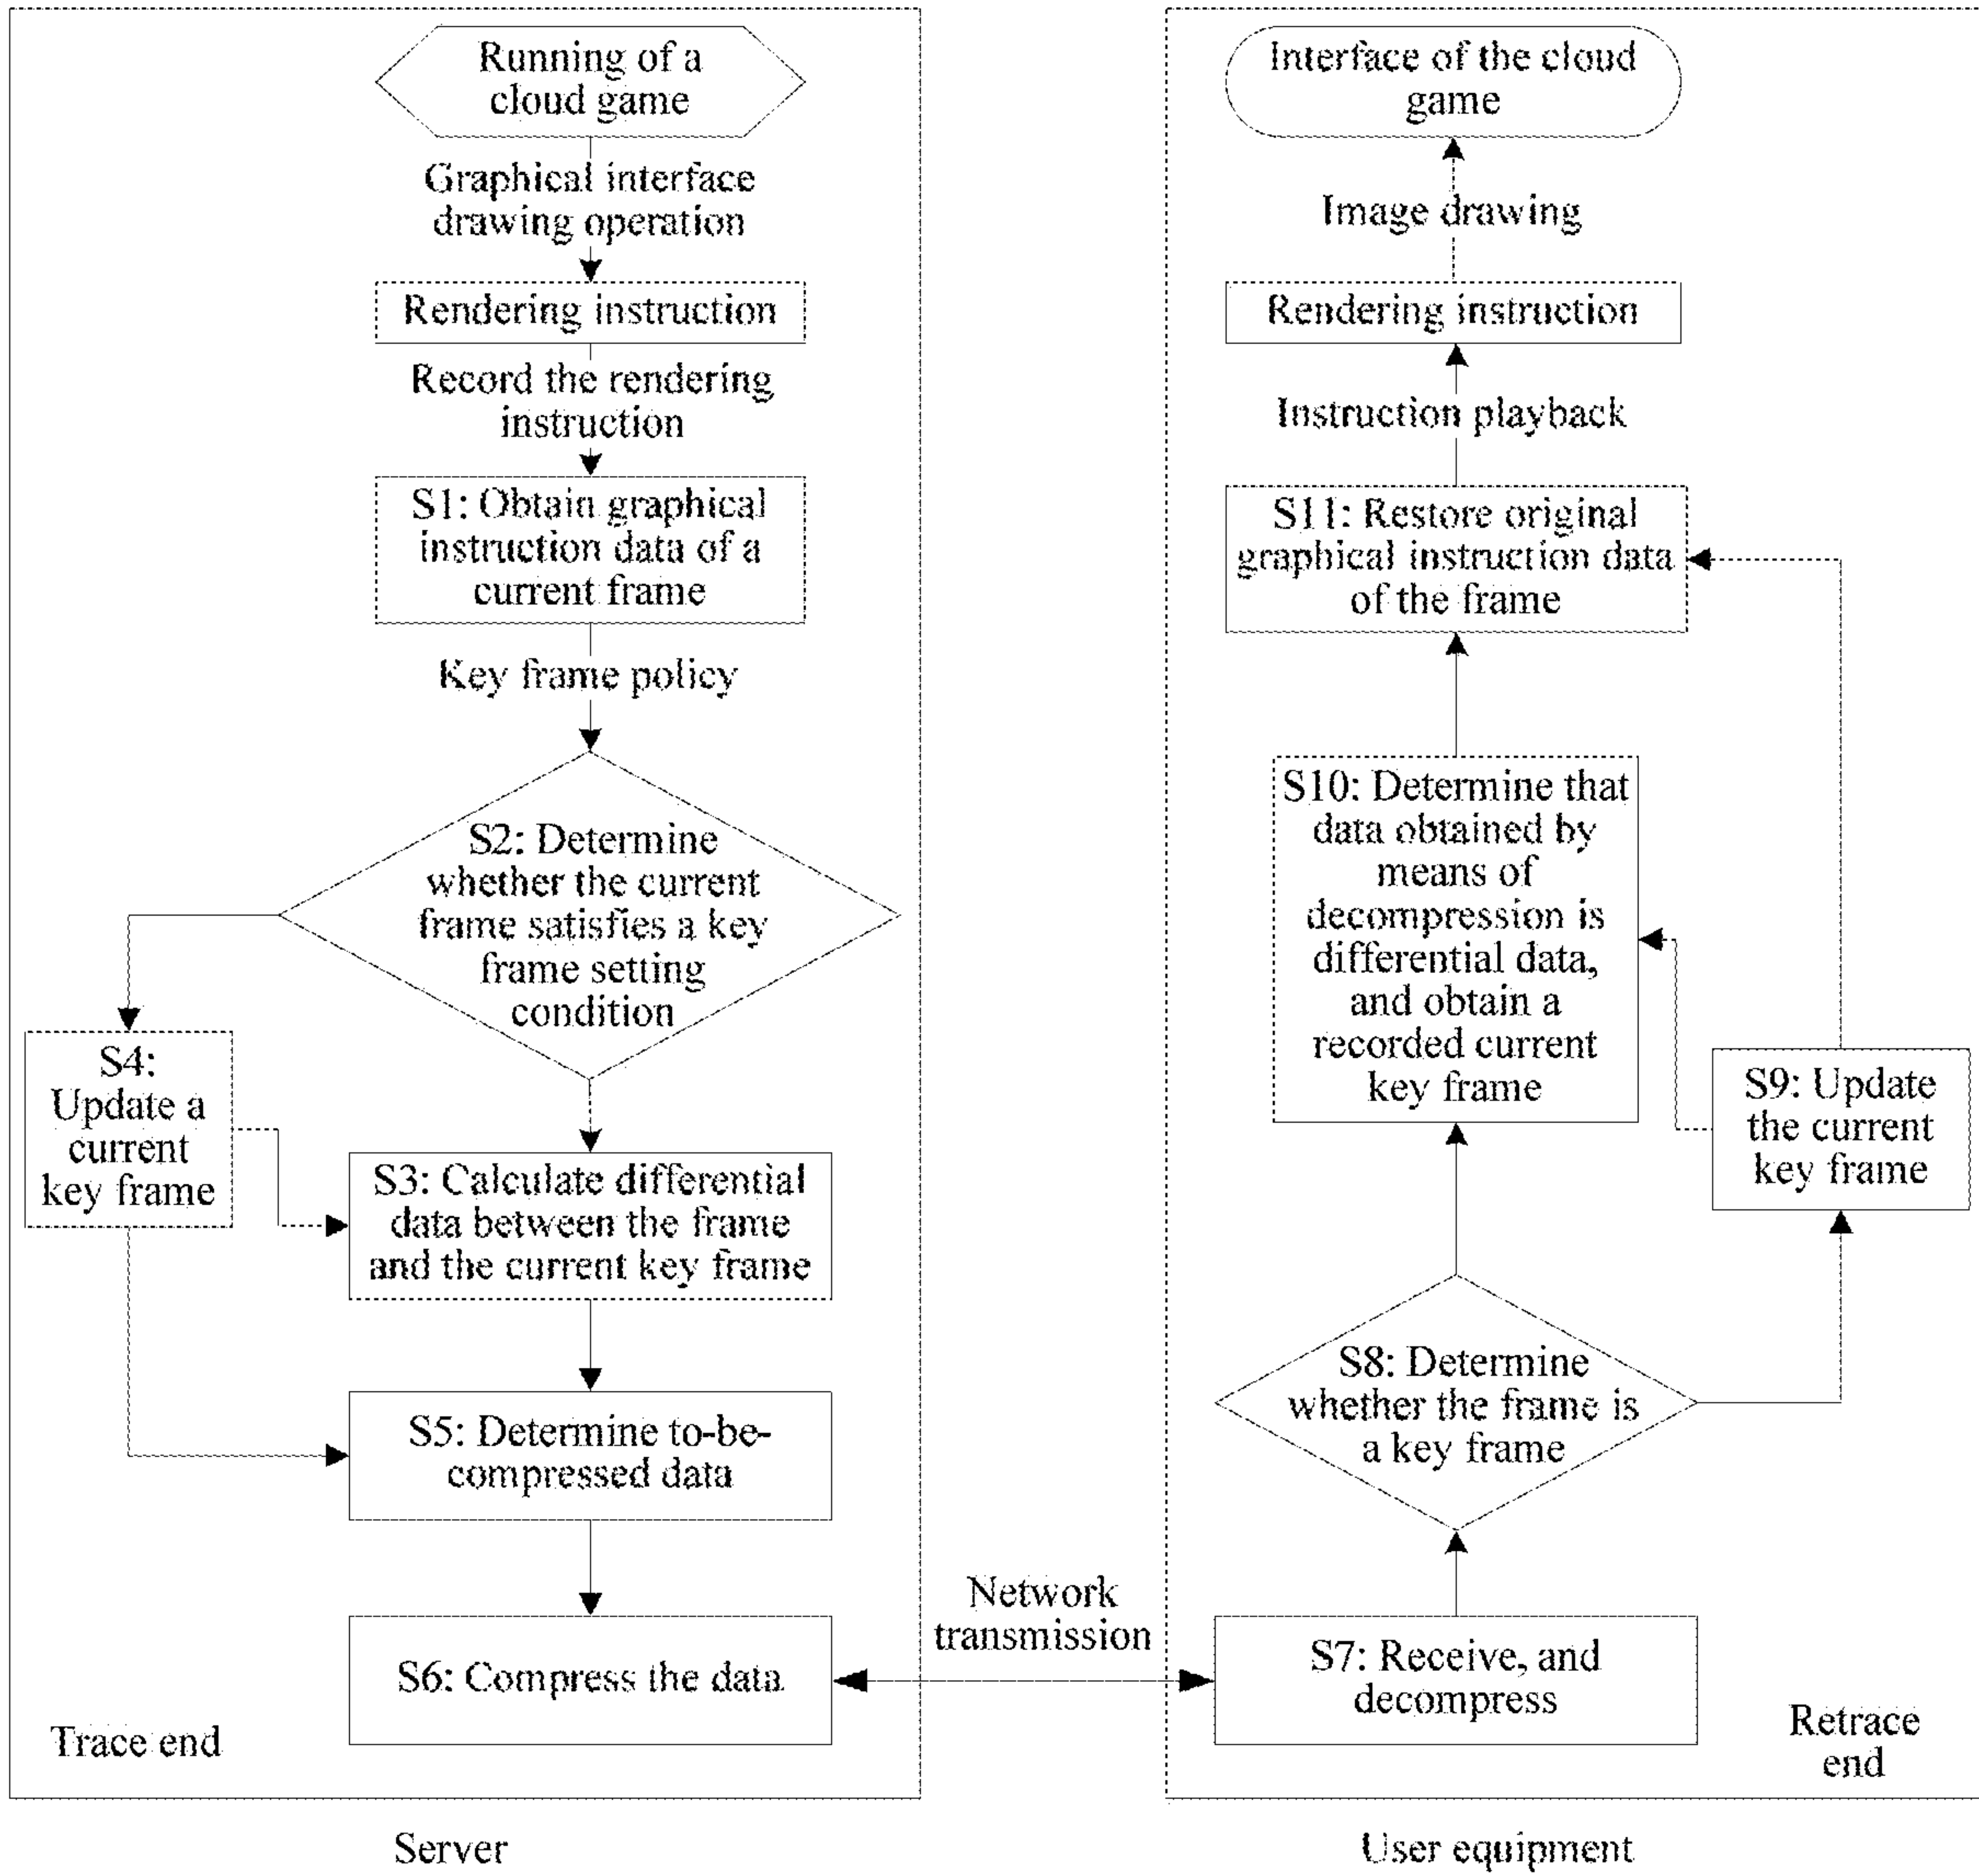 Running of a
cloud game
Graphical interface
drawing operation
Rendering instruction
Record the rendering
instruction
S1: Obtain graphical
instruction data of a
current frame
Key frame policy
S2: Determine
whether the current
frame satisfies a key
frame setting
condition
S4:
Update a
current
key frame
S3: Calculate differential
data between the frame
and the current key frame
S5: Determine to-be-
compressed data
S6: Compress the data
Trace end
Server
Network
transmission
Interface of the cloud
game
Image drawing
Rendering instruction
Instruction playback
S11: Restore original
graphical instruction data
of the frame
S10: Determine that
data obtained by
means of
decompression is
differential data,
and obtain a
recorded current
key frame
S9: Update
the current
key frame
S8: Determine
whether the frame is
a key frame
S7: Receive, and
decompress
Retrace
end
User equipment